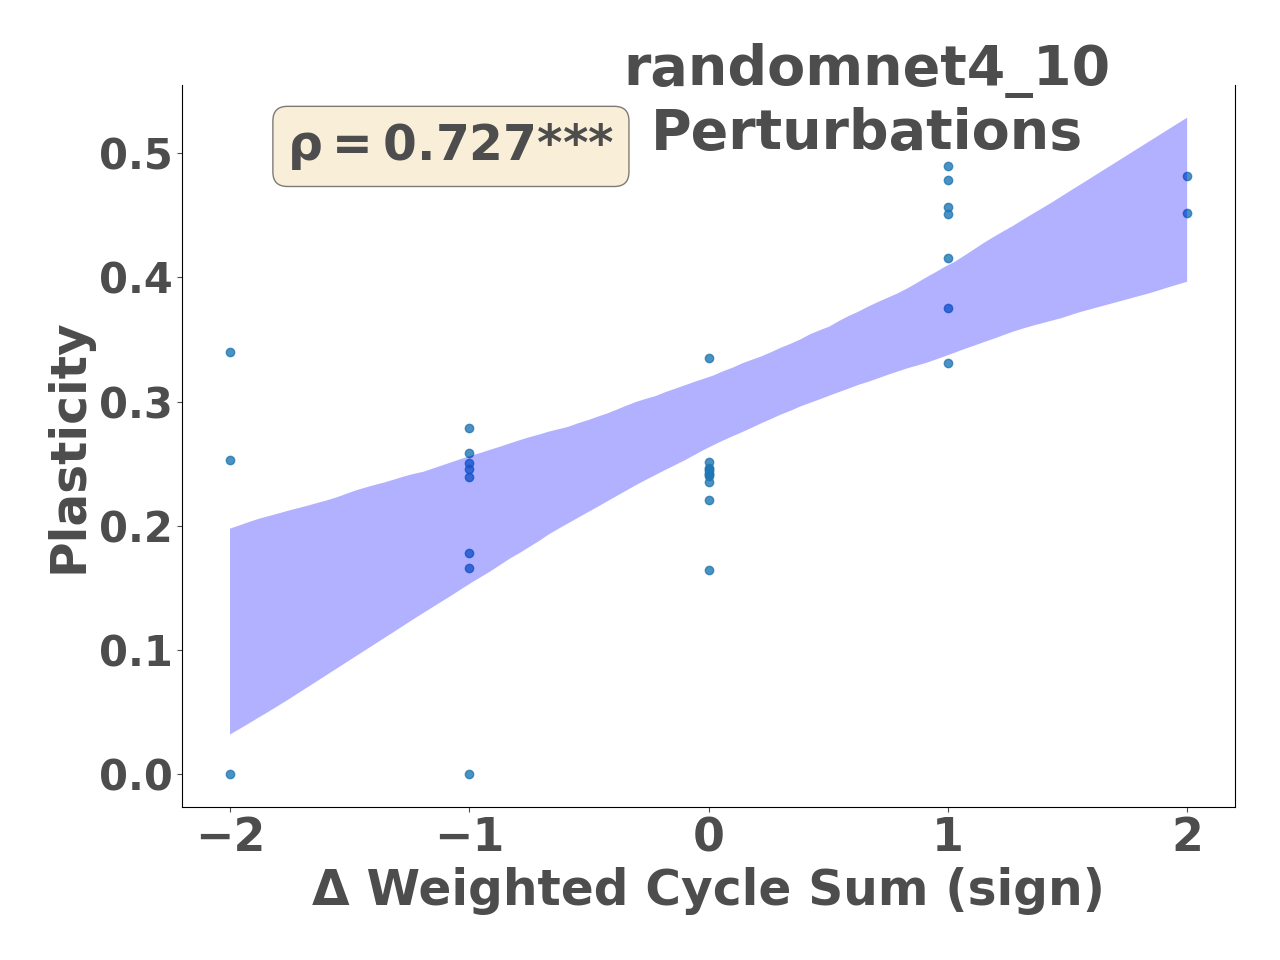 randomnet4_10
Perturbations
ρ = 0.727***
0.5
0.4
0.3
0.2
0.1
0.0
Plasticity
−2 −1 0 1 2
Δ Weighted Cycle Sum (sign)